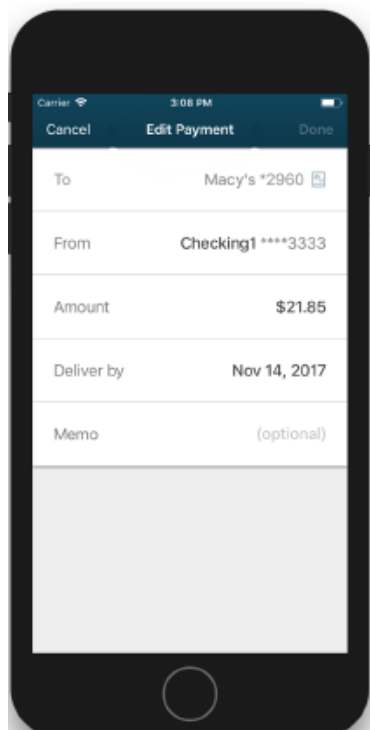 Carrier 3:08 PM
Cancel Edit Payment Done
To Macy's *2960
From Checking1 ****3333
Amount $21.85
Deliver by Nov 14, 2017
Memo (optional)